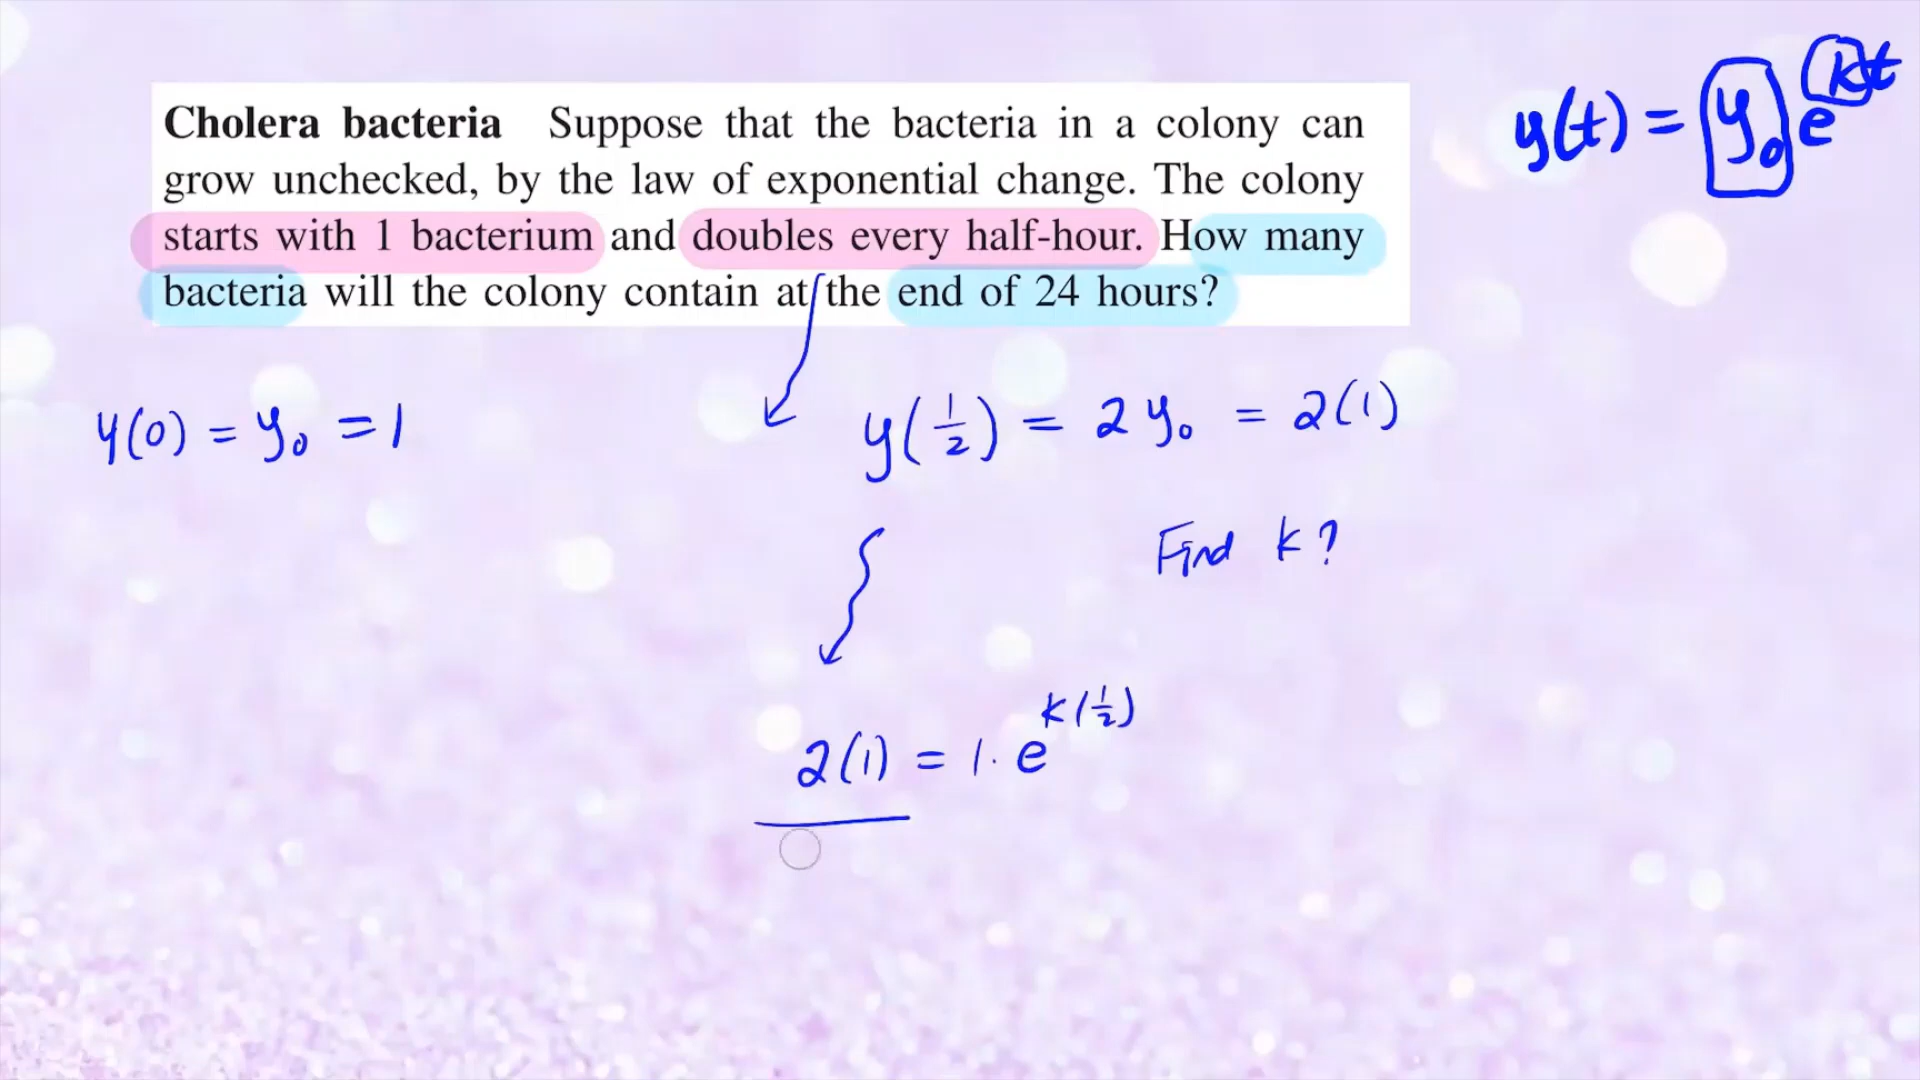 y(t) = y₀ e^{kt}
Cholera bacteria Suppose that the bacteria in a colony can
grow unchecked, by the law of exponential change. The colony
starts with 1 bacterium and doubles every half-hour. How many
bacteria will the colony contain at the end of 24 hours?
y(0) = y₀ = 1
y(½) = 2y₀ = 2(1)
Find k?
2(1) = 1. e^{k(½)}